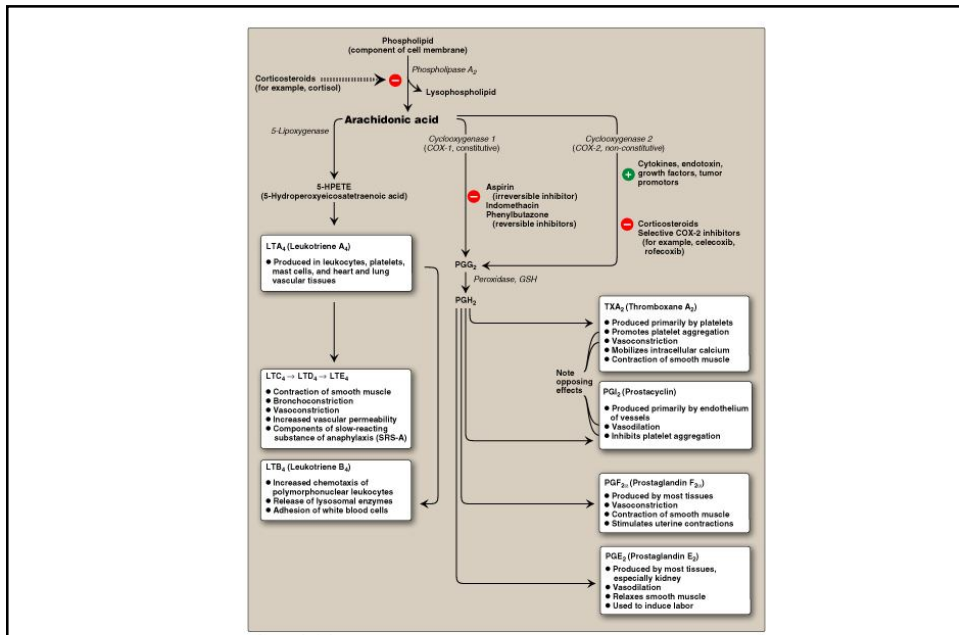 Phospholipid
(component of cell membrane)
Phospholipase A₂
Corticosteroids
(for example, cortisol)
Lysophospholipid
Arachidonic acid
5-Lipoxygenase
Cyclooxygenase 1
(COX-1, constitutive)
Cyclooxygenase 2
(COX-2, non-constitutive)
Cytokines, endotoxin,
growth factors, tumor
promotors
5-HPETE
(5-Hydroperoxyeicosatetraenoic acid)
Aspirin
(irreversible inhibitor)
Indomethacin
Phenylbutazone
(reversible inhibitors)
Corticosteroids
Selective COX-2 inhibitors
(for example, celecoxib,
rofecoxib)
LTA₄ (Leukotriene A₄)
● Produced in leukocytes, platelets,
mast cells, and heart and lung
vascular tissues
PGG₂
Peroxidase, GSH
PGH₂
TXA₂ (Thromboxane A₂)
● Produced primarily by platelets
● Promotes platelet aggregation
● Vasoconstriction
● Mobilizes intracellular calcium
● Contraction of smooth muscle
Note
opposing
effects
LTC₄ → LTD₄ → LTE₄
● Contraction of smooth muscle
● Bronchoconstriction
● Vasoconstriction
● Increased vascular permeability
● Components of slow-reacting
substance of anaphylaxis (SRS-A)
PGI₂ (Prostacyclin)
● Produced primarily by endothelium
of vessels
● Vasodilation
● Inhibits platelet aggregation
LTB₄ (Leukotriene B₄)
● Increased chemotaxis of
polymorphonuclear leukocytes
● Release of lysosomal enzymes
● Adhesion of white blood cells
PGF₂α (Prostaglandin F₂α)
● Produced by most tissues
● Vasoconstriction
● Contraction of smooth muscle
● Stimulates uterine contractions
PGE₂ (Prostaglandin E₂)
● Produced by most tissues,
especially kidney
● Vasodilation
● Relaxes smooth muscle
● Used to induce labor